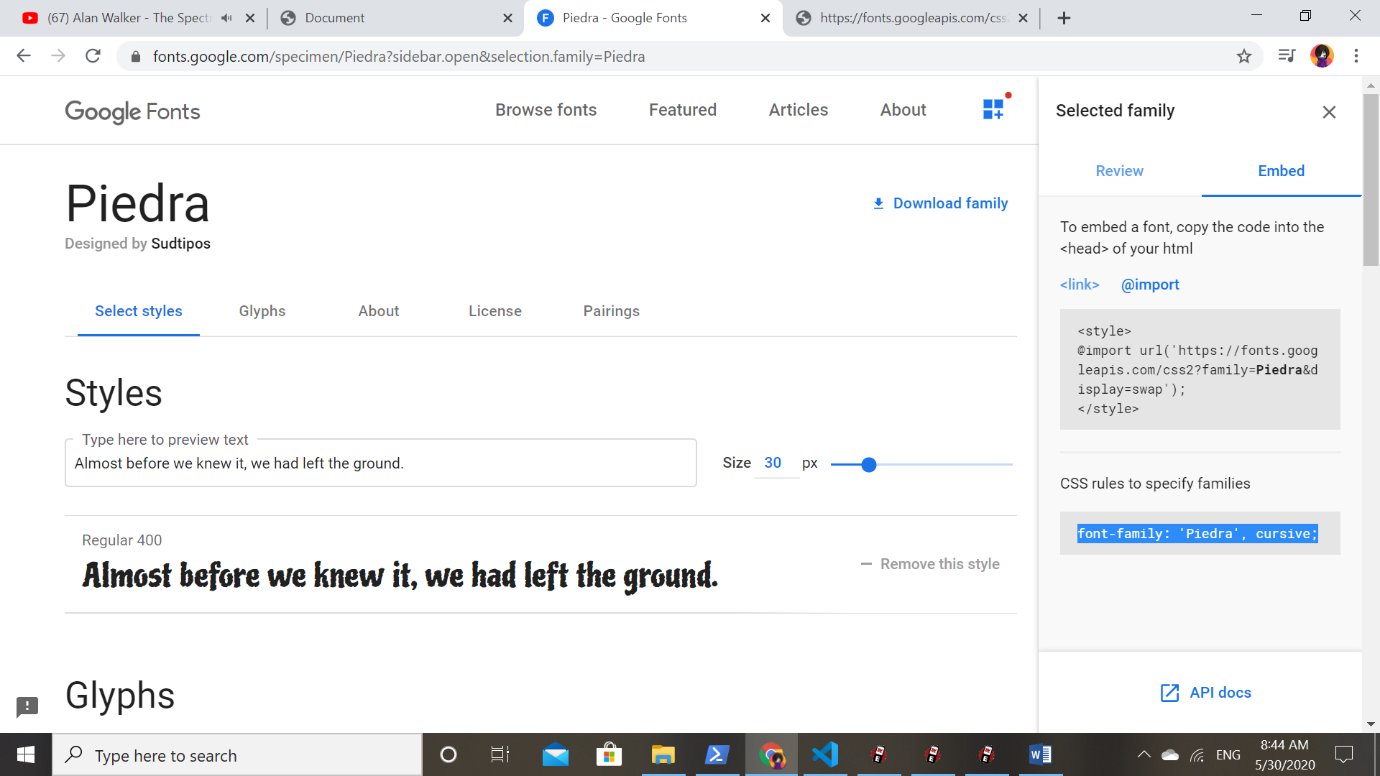 (67) Alan Walker - The Spectr
Document
Piedra - Google Fonts
https://fonts.googleapis.com/css
fonts.google.com/specimen/Piedra?sidebar.open&selection.family=Piedra
Google Fonts
Browse fonts
Featured
Articles
About
Selected family
Review
Embed
Piedra
Download family
Designed by Sudtipos
To embed a font, copy the code into the
<head> of your html
<link>
@import
Select styles
Glyphs
About
License
Pairings
<style>
@import url('https://fonts.goog
leapis.com/css2?family=Piedra&d
isplay=swap');
</style>
Styles
Type here to preview text
Almost before we knew it, we had left the ground.
Size 30 px
CSS rules to specify families
font-family: 'Piedra', cursive;
Regular 400
Almost before we knew it, we had left the ground.
Remove this style
Glyphs
API docs
Type here to search
ENG
8:44 AM
5/30/2020